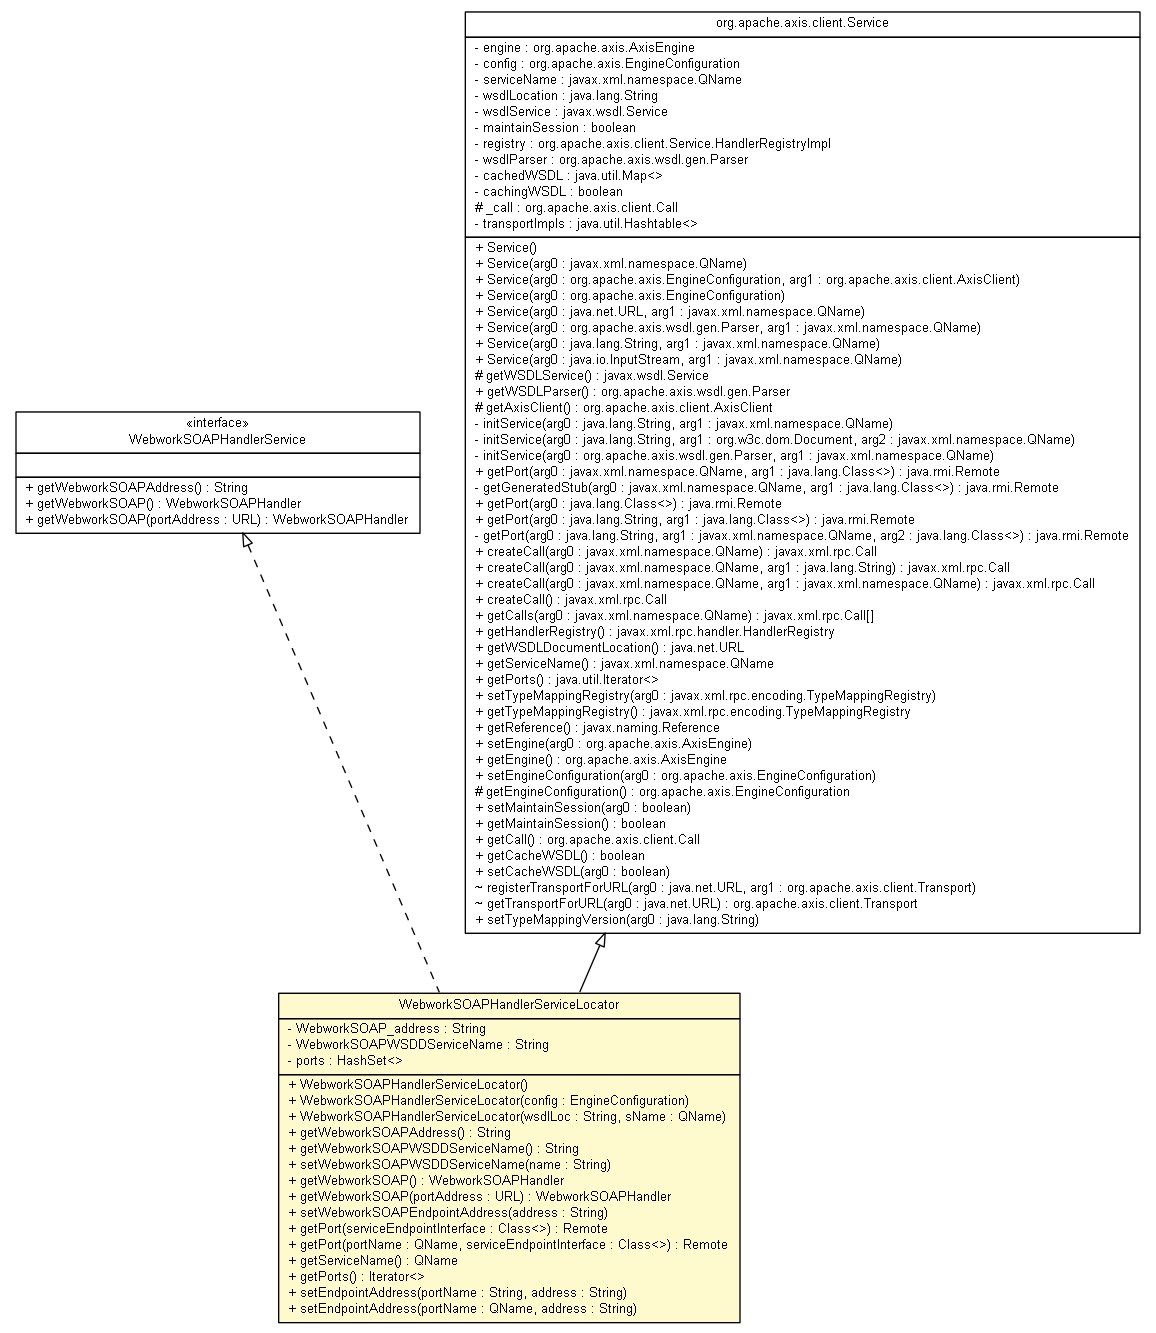 org.apache.axis.client.Service
- engine : org.apache.axis.AxisEngine
- config : org.apache.axis.EngineConfiguration
- serviceName : javax.xml.namespace.QName
- wsdlLocation : java.lang.String
- wsdlService : javax.wsdl.Service
- maintainSession : boolean
- registry : org.apache.axis.client.Service.HandlerRegistryImpl
- wsdlParser : org.apache.axis.wsdl.gen.Parser
- cachedWSDL : java.util.Map<>
- cachingWSDL : boolean
# _call : org.apache.axis.client.Call
- transportImpls : java.util.Hashtable<>
+ Service()
+ Service(arg0 : javax.xml.namespace.QName)
+ Service(arg0 : org.apache.axis.EngineConfiguration, arg1 : org.apache.axis.client.AxisClient)
+ Service(arg0 : org.apache.axis.EngineConfiguration)
+ Service(arg0 : java.net.URL, arg1 : javax.xml.namespace.QName)
+ Service(arg0 : org.apache.axis.wsdl.gen.Parser, arg1 : javax.xml.namespace.QName)
+ Service(arg0 : java.lang.String, arg1 : javax.xml.namespace.QName)
+ Service(arg0 : java.io.InputStream, arg1 : javax.xml.namespace.QName)
# getWSDLService() : javax.wsdl.Service
+ getWSDLParser() : org.apache.axis.wsdl.gen.Parser
# getAxisClient() : org.apache.axis.client.AxisClient
- initService(arg0 : java.lang.String, arg1 : javax.xml.namespace.QName)
- initService(arg0 : java.lang.String, arg1 : org.w3c.dom.Document, arg2 : javax.xml.namespace.QName)
- initService(arg0 : org.apache.axis.wsdl.gen.Parser, arg1 : javax.xml.namespace.QName)
+ getPort(arg0 : javax.xml.namespace.QName, arg1 : java.lang.Class<>) : java.rmi.Remote
- getGeneratedStub(arg0 : javax.xml.namespace.QName, arg1 : java.lang.Class<>) : java.rmi.Remote
+ getPort(arg0 : java.lang.Class<>) : java.rmi.Remote
+ getPort(arg0 : java.lang.String, arg1 : java.lang.Class<>) : java.rmi.Remote
- getPort(arg0 : java.lang.String, arg1 : javax.xml.namespace.QName, arg2 : java.lang.Class<>) : java.rmi.Remote
+ createCall(arg0 : javax.xml.namespace.QName) : javax.xml.rpc.Call
+ createCall(arg0 : javax.xml.namespace.QName, arg1 : java.lang.String) : javax.xml.rpc.Call
+ createCall(arg0 : javax.xml.namespace.QName, arg1 : javax.xml.namespace.QName) : javax.xml.rpc.Call
+ createCall() : javax.xml.rpc.Call
+ getCalls(arg0 : javax.xml.namespace.QName) : javax.xml.rpc.Call[]
+ getHandlerRegistry() : javax.xml.rpc.handler.HandlerRegistry
+ getWSDLDocumentLocation() : java.net.URL
+ getServiceName() : javax.xml.namespace.QName
+ getPorts() : java.util.Iterator<>
+ setTypeMappingRegistry(arg0 : javax.xml.rpc.encoding.TypeMappingRegistry)
+ getTypeMappingRegistry() : javax.xml.rpc.encoding.TypeMappingRegistry
+ getReference() : javax.naming.Reference
+ setEngine(arg0 : org.apache.axis.AxisEngine)
+ getEngine() : org.apache.axis.AxisEngine
+ setEngineConfiguration(arg0 : org.apache.axis.EngineConfiguration)
# getEngineConfiguration() : org.apache.axis.EngineConfiguration
+ setMaintainSession(arg0 : boolean)
+ getMaintainSession() : boolean
+ getCall() : org.apache.axis.client.Call
+ getCacheWSDL() : boolean
+ setCacheWSDL(arg0 : boolean)
~ registerTransportForURL(arg0 : java.net.URL, arg1 : org.apache.axis.client.Transport)
~ getTransportForURL(arg0 : java.net.URL) : org.apache.axis.client.Transport
+ setTypeMappingVersion(arg0 : java.lang.String)
«interface»
WebworkSOAPHandlerService
+ getWebworkSOAPAddress() : String
+ getWebworkSOAP() : WebworkSOAPHandler
+ getWebworkSOAP(portAddress : URL) : WebworkSOAPHandler
WebworkSOAPHandlerServiceLocator
- WebworkSOAP_address : String
- WebworkSOAPWSDDServiceName : String
- ports : HashSet<>
+ WebworkSOAPHandlerServiceLocator()
+ WebworkSOAPHandlerServiceLocator(config : EngineConfiguration)
+ WebworkSOAPHandlerServiceLocator(wsdlLoc : String, sName : QName)
+ getWebworkSOAPAddress() : String
+ getWebworkSOAPWSDDServiceName() : String
+ setWebworkSOAPWSDDServiceName(name : String)
+ getWebworkSOAP() : WebworkSOAPHandler
+ getWebworkSOAP(portAddress : URL) : WebworkSOAPHandler
+ setWebworkSOAPEndpointAddress(address : String)
+ getPort(serviceEndpointInterface : Class<>) : Remote
+ getPort(portName : QName, serviceEndpointInterface : Class<>) : Remote
+ getServiceName() : QName
+ getPorts() : Iterator<>
+ setEndpointAddress(portName : String, address : String)
+ setEndpointAddress(portName : QName, address : String)